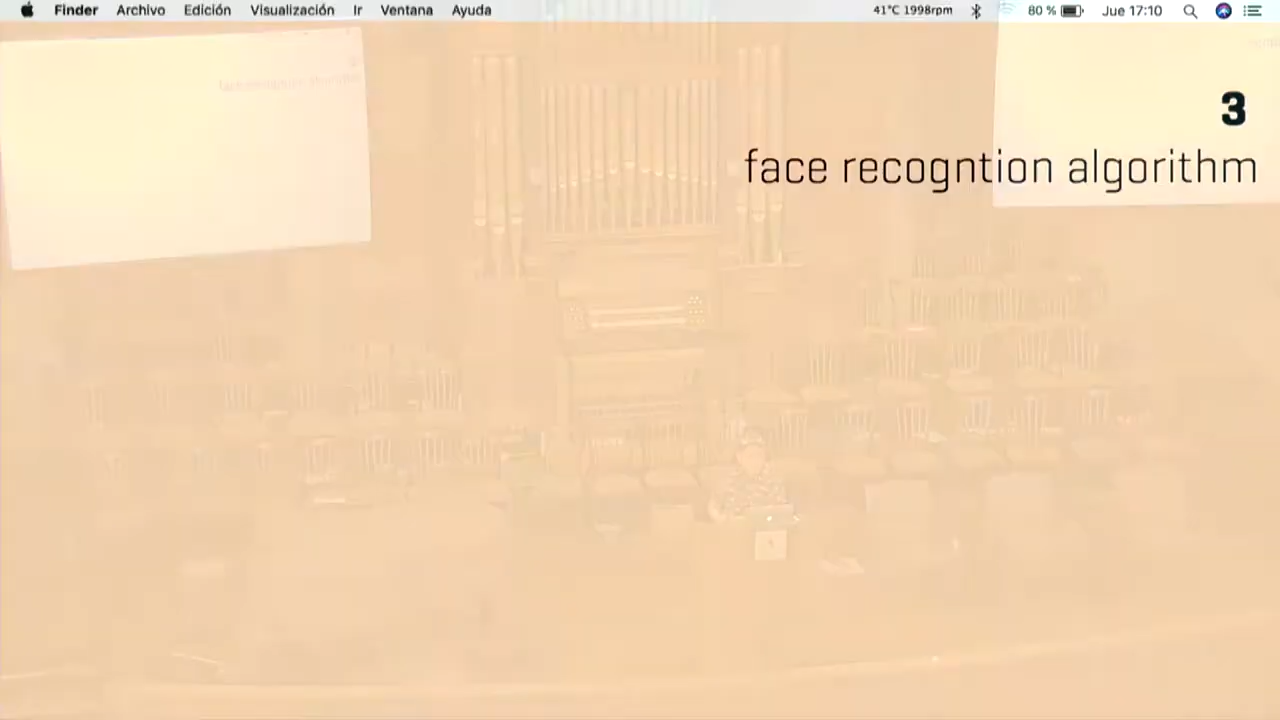 Finder Archivo Edición Visualización Ir Ventana Ayuda 41°C 1998rpm 80 % Jue 17:10
3
face recogntion algorithm